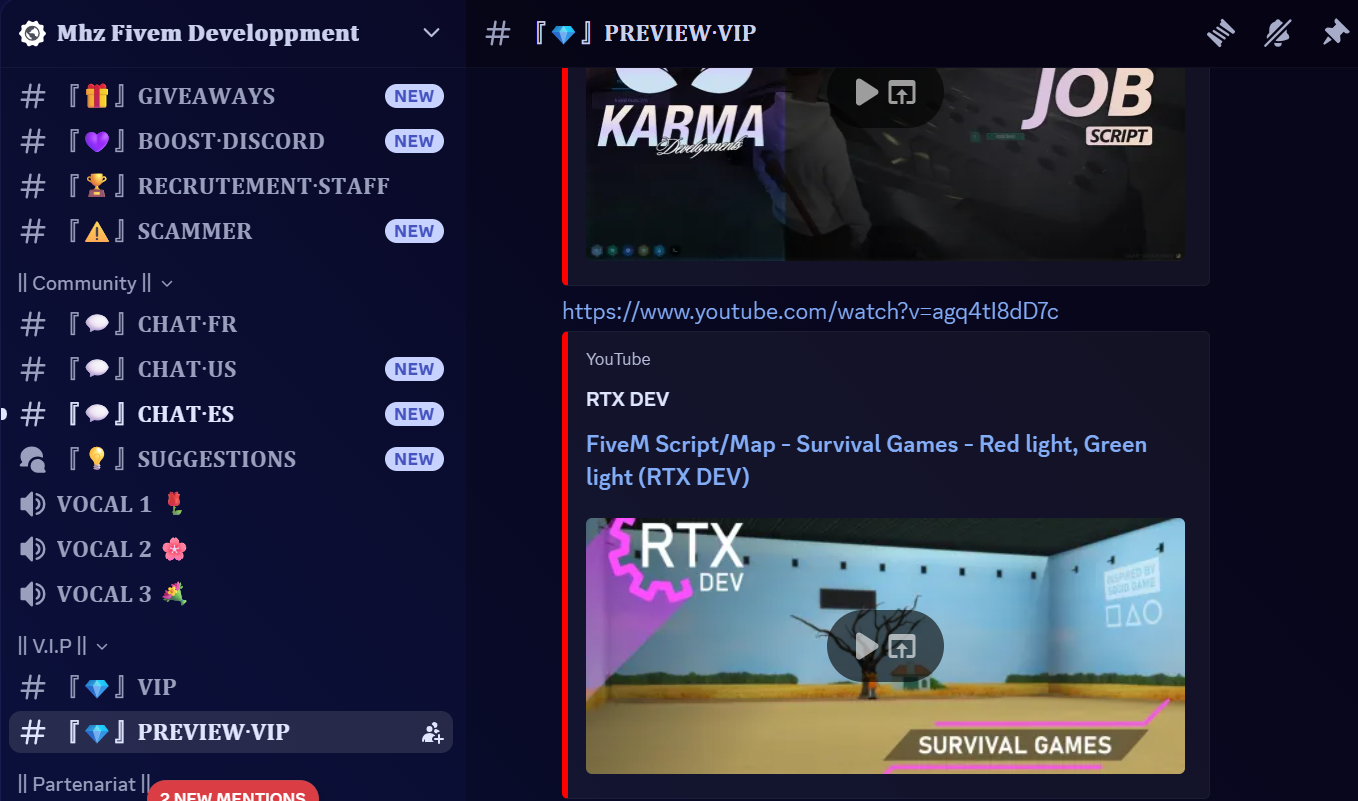 Mhz Fivem Developpment
# 『💎』 PREVIEW·VIP
# 『🎁』 GIVEAWAYS NEW
# 『💜』 BOOST·DISCORD NEW
# 『🏆』 RECRUTEMENT·STAFF
# 『⚠️』 SCAMMER NEW
|| Community ||
# 『💬』 CHAT·FR
# 『💬』 CHAT·US NEW
# 『💬』 CHAT·ES NEW
『💡』 SUGGESTIONS NEW
VOCAL 1 🌹
VOCAL 2 🌸
VOCAL 3 💐
|| V.I.P ||
# 『💎』 VIP
# 『💎』 PREVIEW·VIP
|| Partenariat ||
2 NEW MENTIONS
KARMA
Developments
JOB
SCRIPT
https://www.youtube.com/watch?v=agq4tI8dD7c
YouTube
RTX DEV
FiveM Script/Map - Survival Games - Red light, Green
light (RTX DEV)
RTX
DEV
INSPIRED BY
SQUID GAME
SURVIVAL GAMES